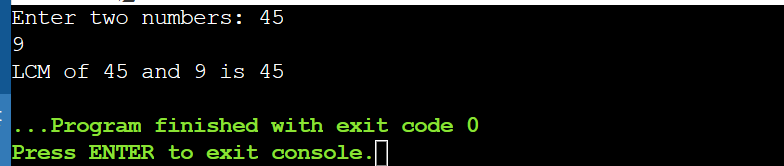 Enter two numbers: 45
9
LCM of 45 and 9 is 45
...Program finished with exit code 0
Press ENTER to exit console.